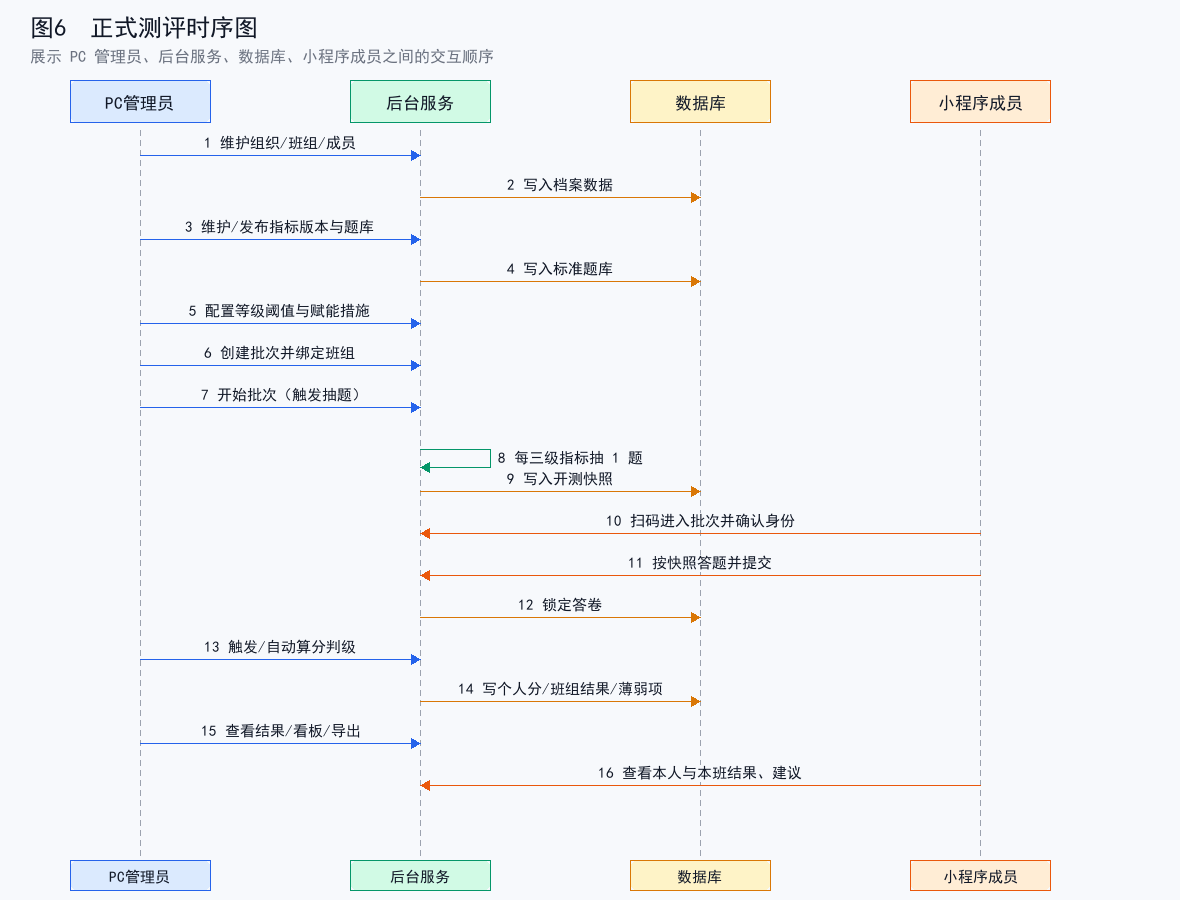 图6 正式测评时序图
展示 PC 管理员、后台服务、数据库、小程序成员之间的交互顺序
PC管理员
后台服务
数据库
小程序成员
1 维护组织/班组/成员
2 写入档案数据
3 维护/发布指标版本与题库
4 写入标准题库
5 配置等级阈值与赋能措施
6 创建批次并绑定班组
7 开始批次（触发抽题）
8 每三级指标抽 1 题
9 写入开测快照
10 扫码进入批次并确认身份
11 按快照答题并提交
12 锁定答卷
13 触发/自动算分判级
14 写个人分/班组结果/薄弱项
15 查看结果/看板/导出
16 查看本人与本班结果、建议
PC管理员
后台服务
数据库
小程序成员